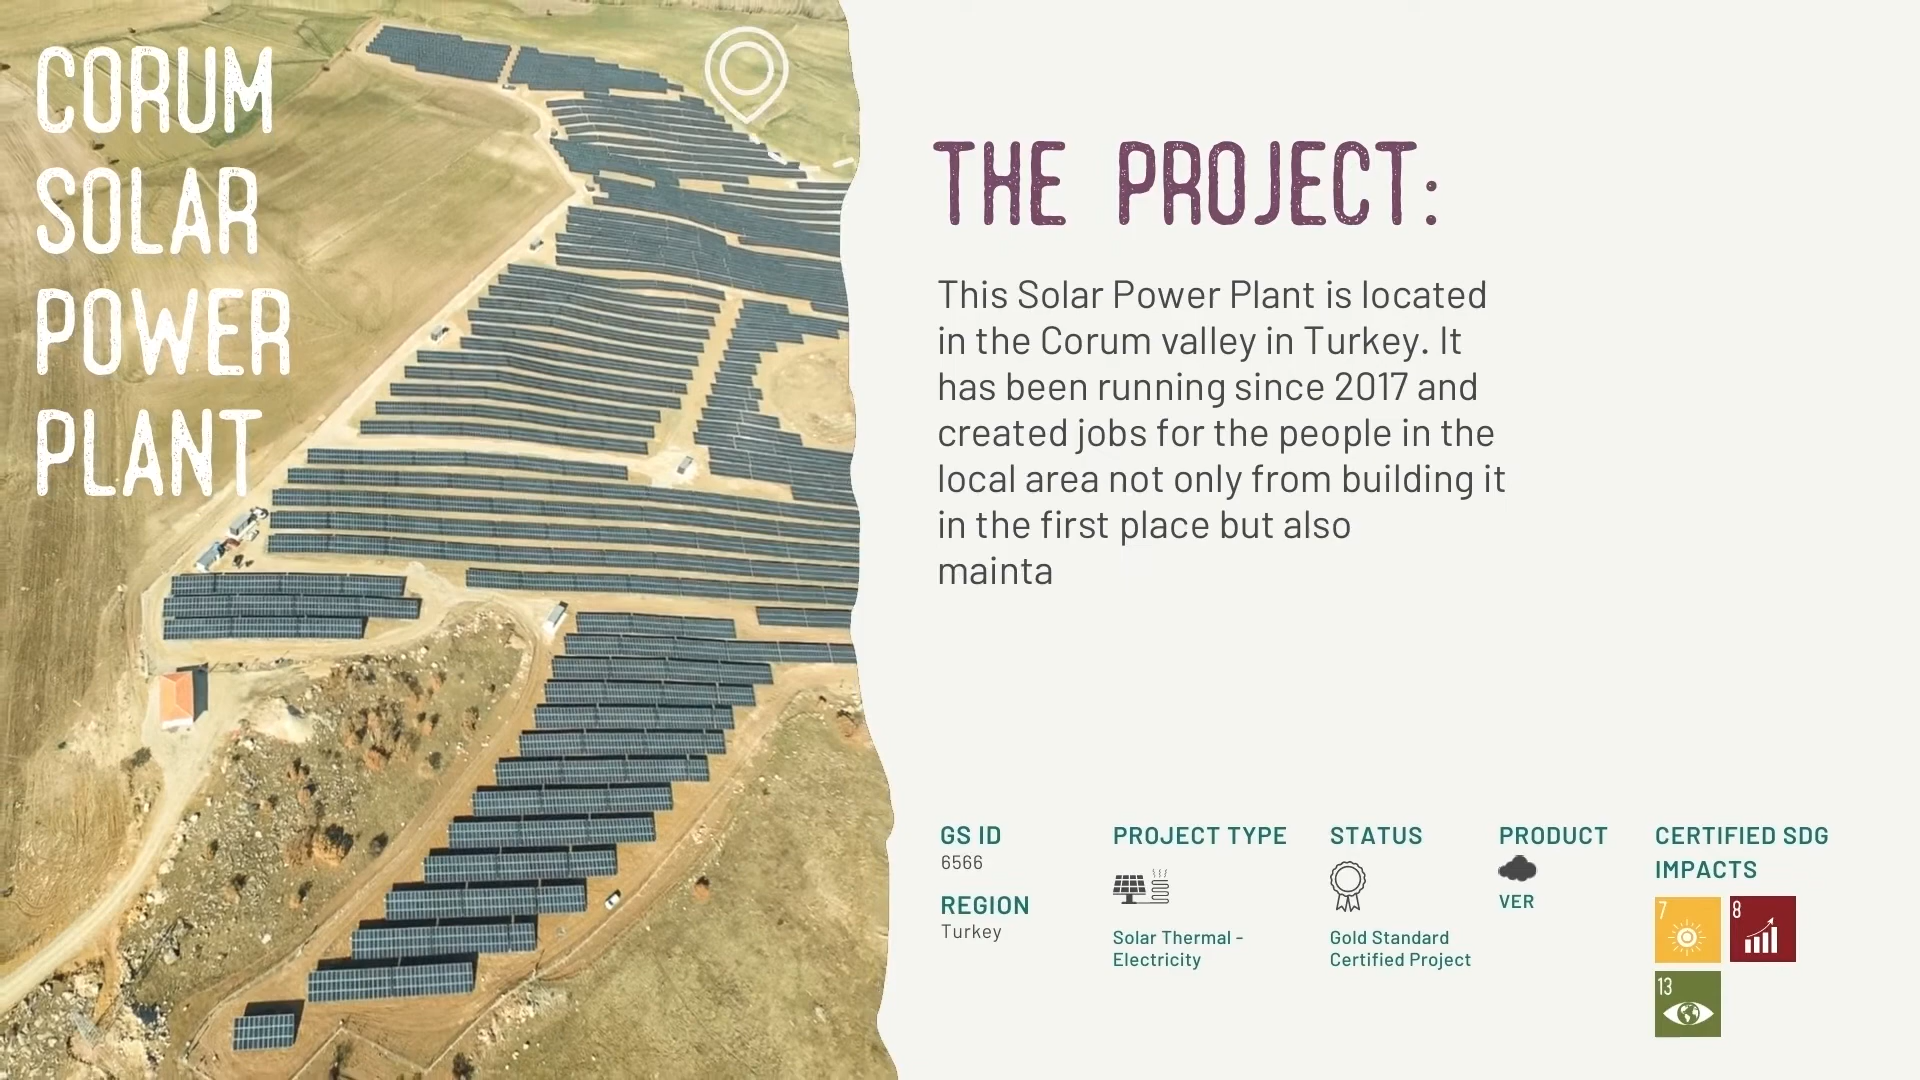 CORUM
SOLAR
POWER
PLANT
THE PROJECT:
This Solar Power Plant is located
in the Corum valley in Turkey. It
has been running since 2017 and
created jobs for the people in the
local area not only from building it
in the first place but also
mainta
GS ID
6566
REGION
Turkey
PROJECT TYPE
Solar Thermal -
Electricity
STATUS
Gold Standard
Certified Project
PRODUCT
VER
CERTIFIED SDG
IMPACTS
7
8
13